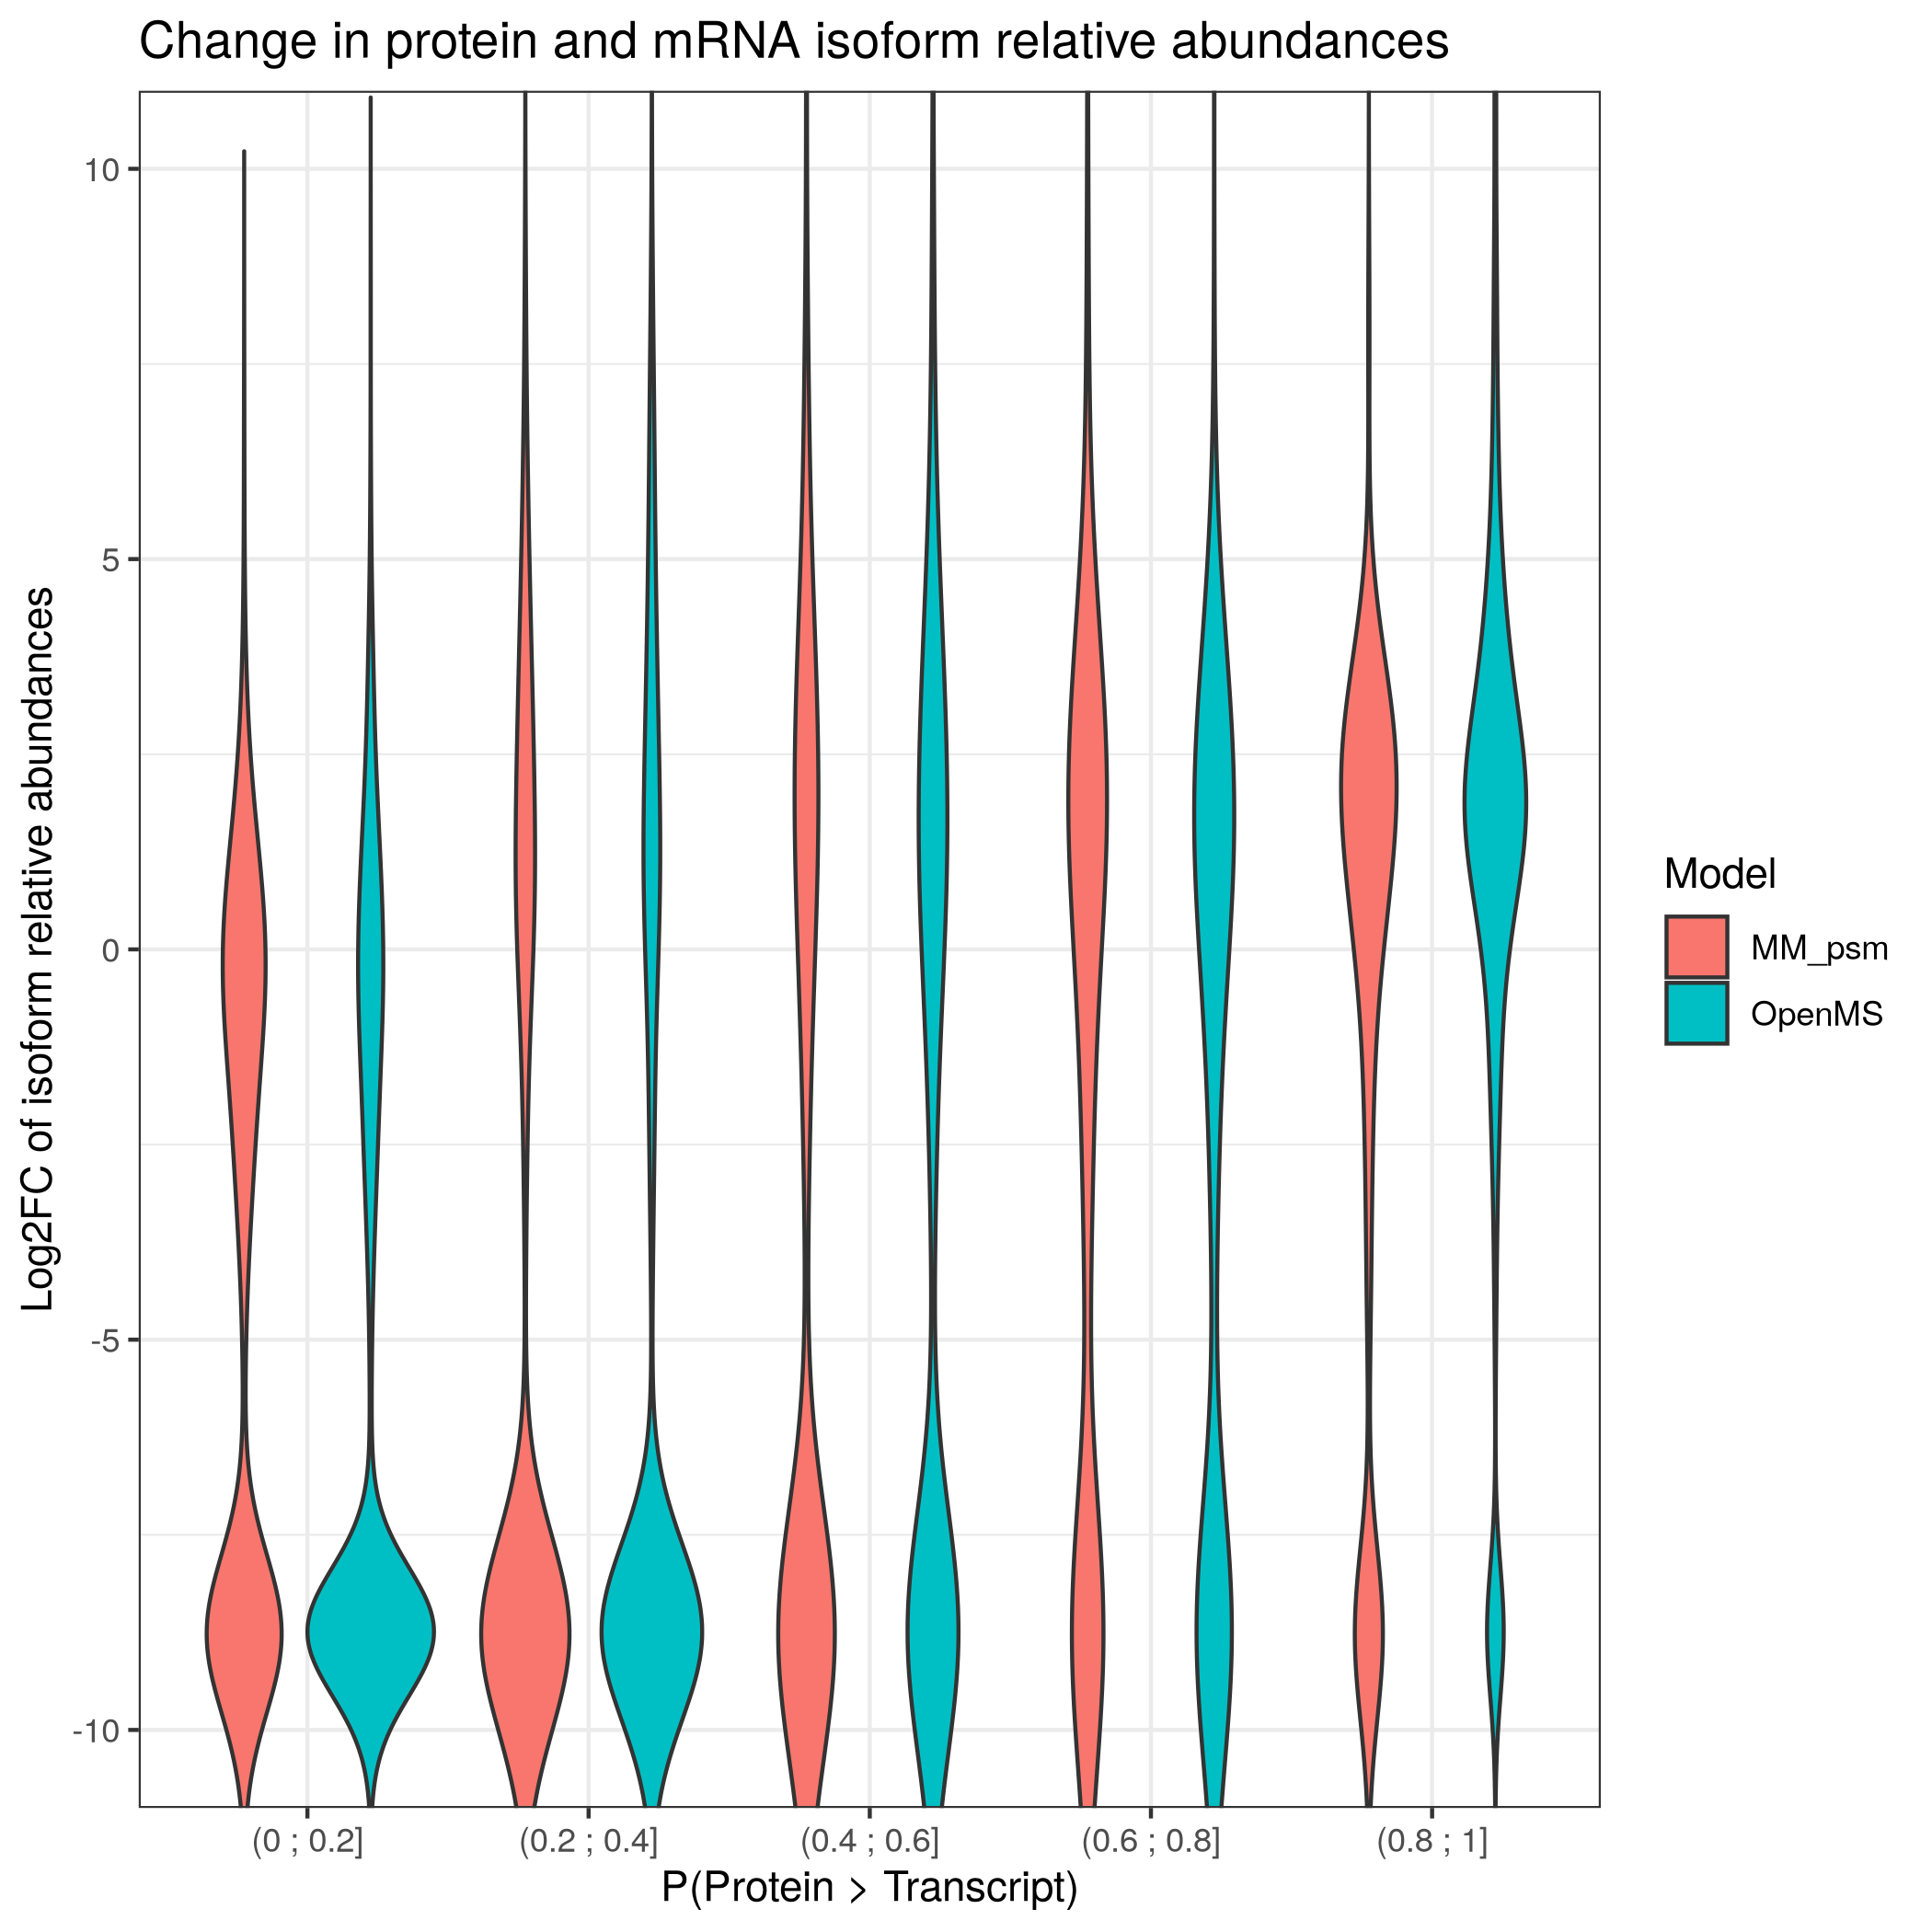 Change in protein and mRNA isoform relative abundances
Log2FC of isoform relative abundances
10
5
0
-5
-10
(0 ; 0.2]
(0.2 ; 0.4]
(0.4 ; 0.6]
(0.6 ; 0.8]
(0.8 ; 1]
P(Protein > Transcript)
Model
MM_psm
OpenMS